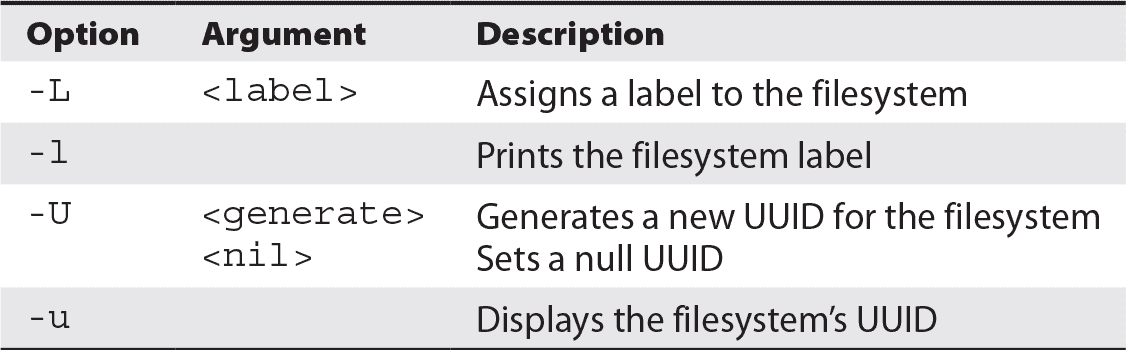 Option Argument Description
-L <label> Assigns a label to the filesystem
-l Prints the filesystem label
-U <generate> Generates a new UUID for the filesystem
<nil> Sets a null UUID
-u Displays the filesystem’s UUID